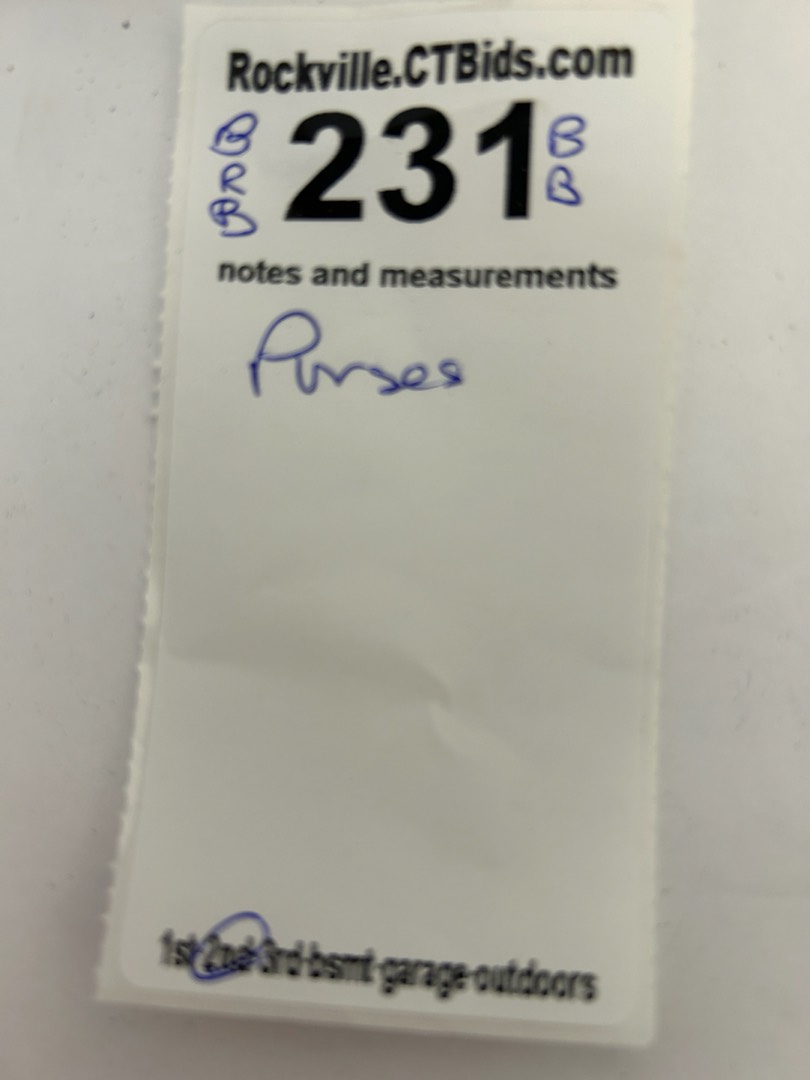 Rockville.CTBids.com
B B
231
R B
B
notes and measurements
Purses
1st-2nd-3rd-bsmt-garage-outdoors